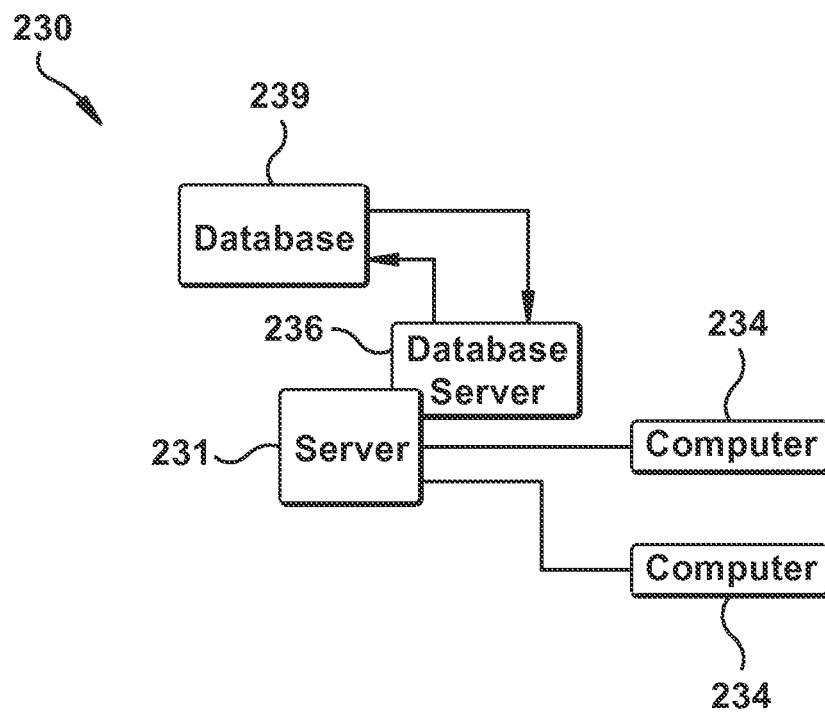 230
239
Database
236
Database
Server
234
231
Server
Computer
Computer
234